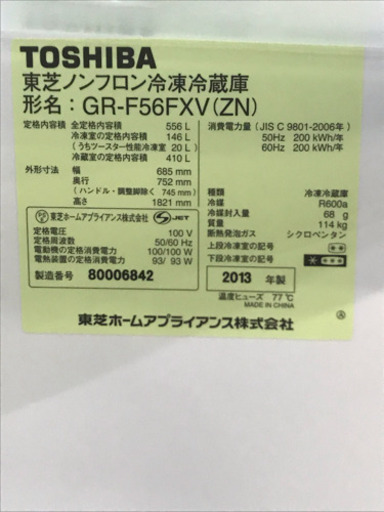 TOSHIBA
東芝ノンフロン冷凍冷蔵庫
形名：GR-F56FXV(ZN)
定格内容積 全定格内容積 556 L
冷凍室の定格内容積 146 L
(うちツースター性能冷凍室 20 L)
冷蔵室の定格内容積 410 L
外形寸法 幅 685 mm
奥行 752 mm
(ハンドル・調整脚除く 745 mm)
高さ 1821 mm
東芝ホームアプライアンス株式会社 S JET
定格電圧 100 V
定格周波数 50/60 Hz
電動機の定格消費電力 100/100 W
電熱装置の定格消費電力 93/ 93 W
製造番号 80006842
消費電力量 (JIS C 9801-2006年)
50Hz 200 kWh/年
60Hz 200 kWh/年
種類 冷凍冷蔵庫
冷媒 R600a
冷媒封入量 68 g
質量 114 kg
断熱発泡ガス シクロペンタン
上段冷凍室の記号
下段冷凍室の記号
2013 年製
温度ヒューズ 77℃
MADE IN CHINA
東芝ホームアプライアンス株式会社